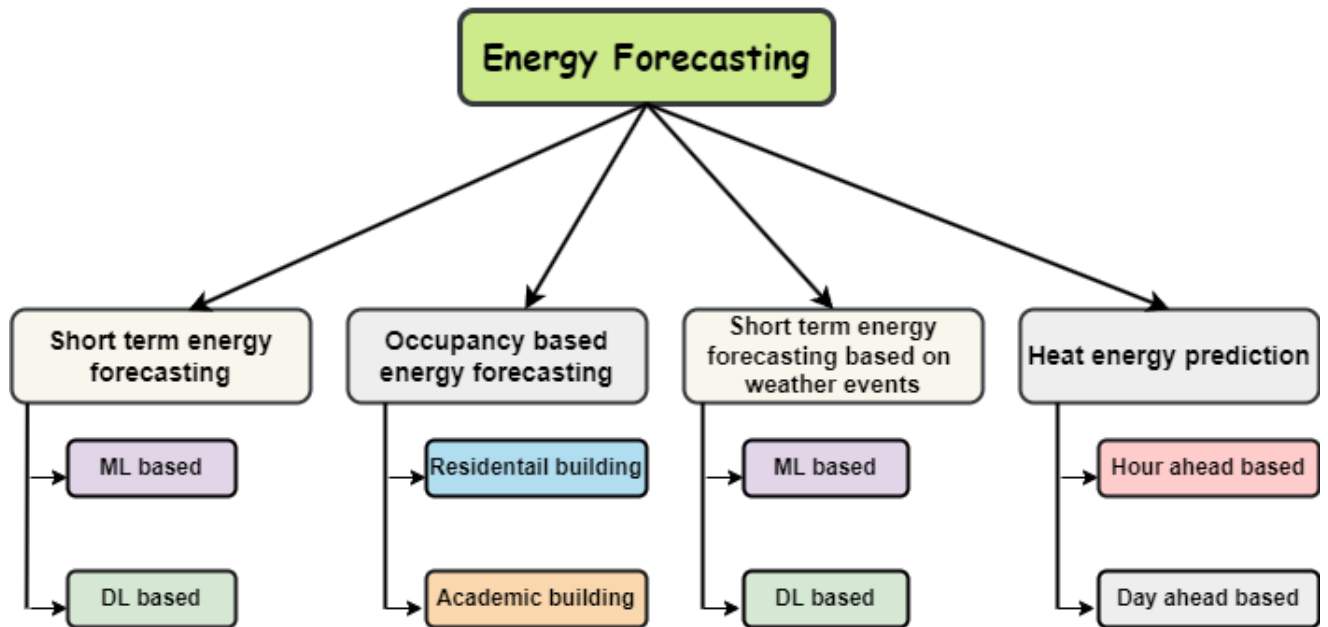 Energy Forecasting
Short term energy
forecasting
Occupancy based
energy forecasting
Short term energy
forecasting based on
weather events
Heat energy prediction
ML based
Residentail building
ML based
Hour ahead based
DL based
Academic building
DL based
Day ahead based